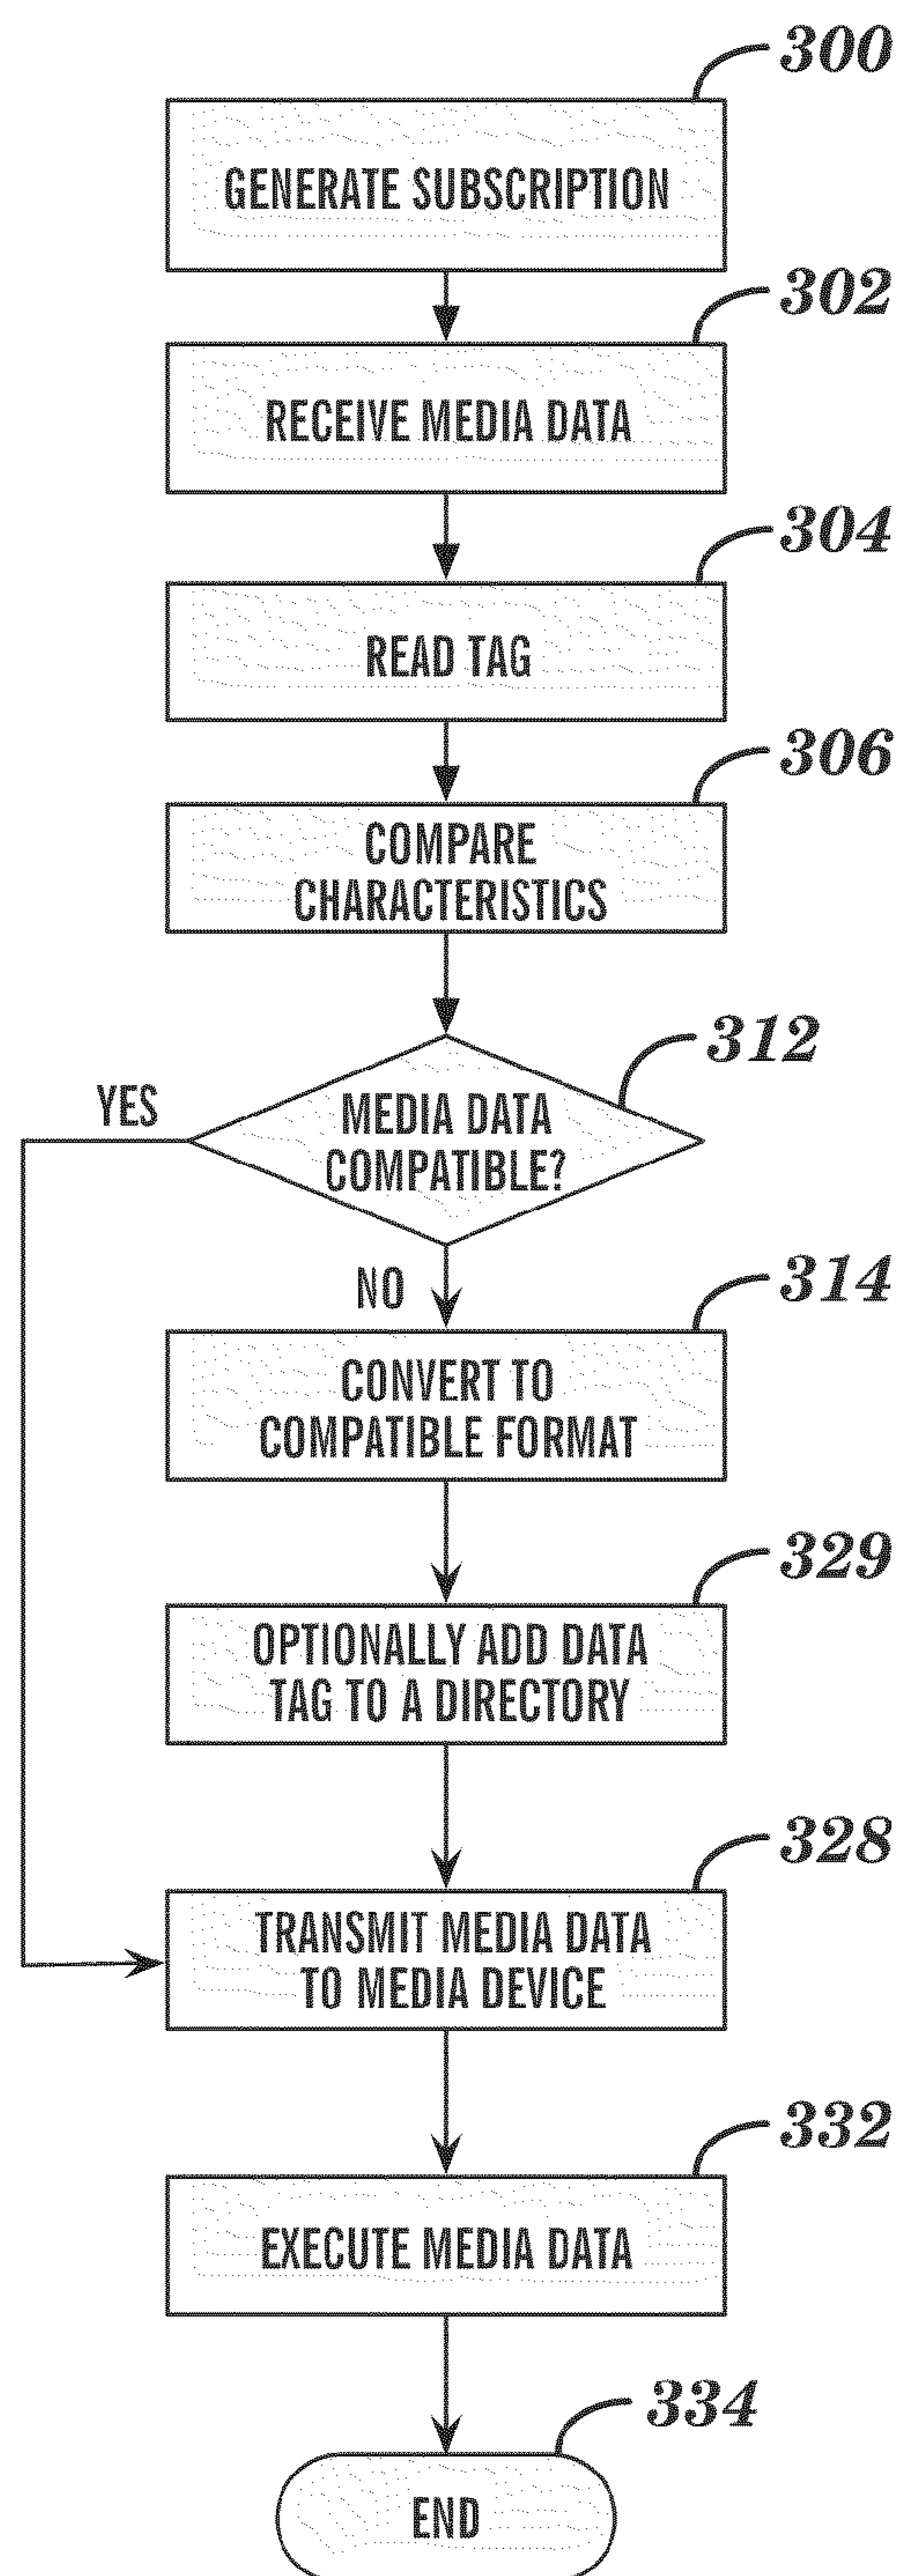 300
GENERATE SUBSCRIPTION
302
RECEIVE MEDIA DATA
304
READ TAG
306
COMPARE
CHARACTERISTICS
312
YES
MEDIA DATA
COMPATIBLE?
NO
314
CONVERT TO
COMPATIBLE FORMAT
329
OPTIONALLY ADD DATA
TAG TO A DIRECTORY
328
TRANSMIT MEDIA DATA
TO MEDIA DEVICE
332
EXECUTE MEDIA DATA
334
END